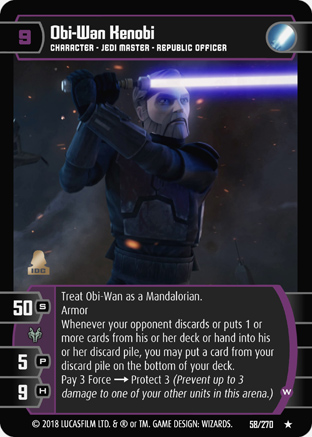 9
Obi-Wan Kenobi
CHARACTER • JEDI MASTER • REPUBLIC OFFICER
IDC
50 S
5 P
9 H
Treat Obi-Wan as a Mandalorian.
Armor
Whenever your opponent discards or puts 1 or
more cards from his or her deck or hand into his
or her discard pile, you may put a card from your
discard pile on the bottom of your deck.
Pay 3 Force → Protect 3 (Prevent up to 3
damage to one of your other units in this arena.)
W
© 2018 LUCASFILM LTD. & ® or TM. GAME DESIGN: WIZARDS. 58/270 ★